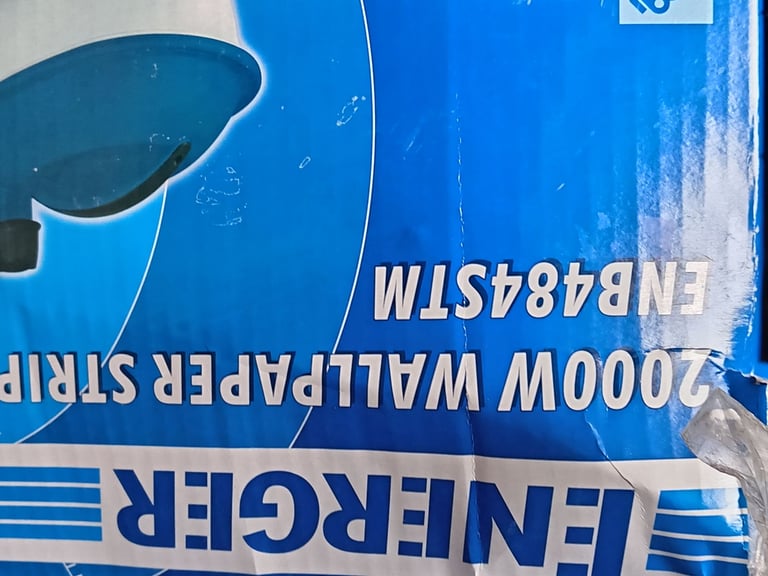 ENERGER
2000W WALLPAPER STRIP
ENB484STM